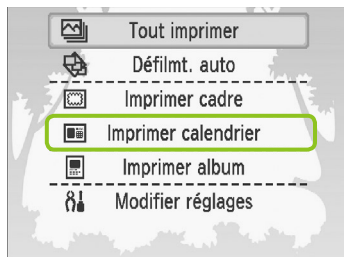 Tout imprimer
Défilmt. auto
Imprimer cadre
Imprimer calendrier
Imprimer album
Modifier réglages